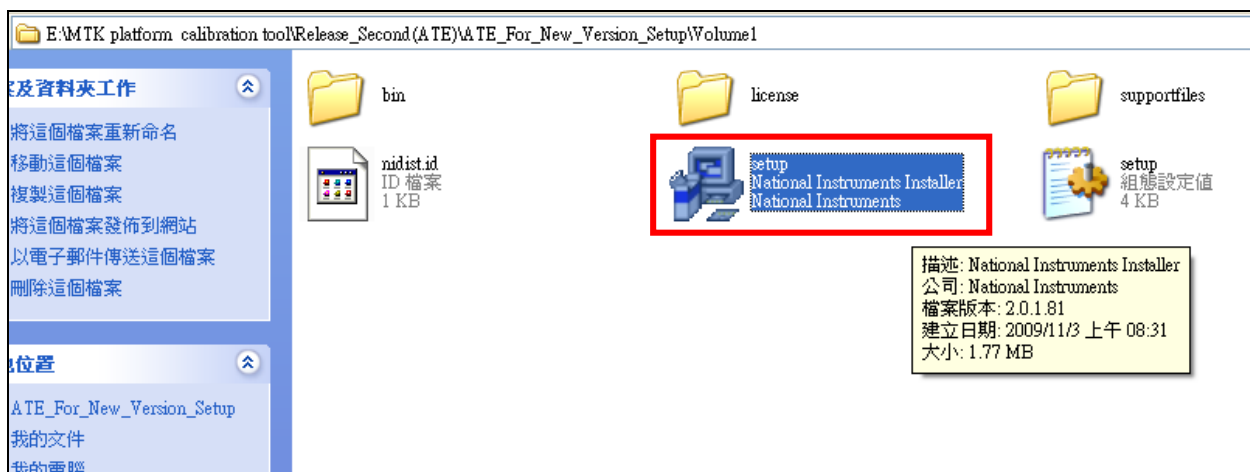 E:\MTK platform calibration tool\Release_Second(ATE)\ATE_For_New_Version_Setup\Volume1
及資料夾工作
將這個檔案重新命名
移動這個檔案
複製這個檔案
將這個檔案發佈到網站
以電子郵件傳送這個檔案
刪除這個檔案
位置
ATE_For_New_Version_Setup
我的文件
我的電腦
bin
license
supportfiles
nidist.id
ID 檔案
1 KB
setup
National Instruments Installer
National Instruments
setup
組態設定值
4 KB
描述: National Instruments Installer
公司: National Instruments
檔案版本: 2.0.1.81
建立日期: 2009/11/3 上午 08:31
大小: 1.77 MB